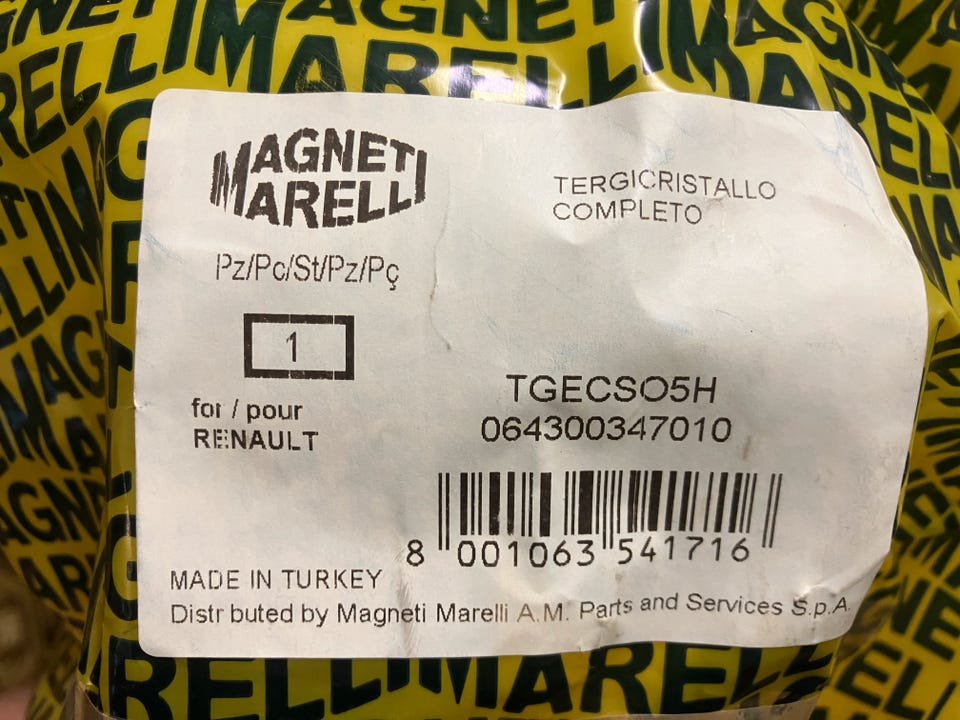 MAGNETI
MARELLI
TERGICRISTALLO
COMPLETO
Pz/Pc/St/Pz/Pç
1
for / pour
RENAULT
TGECSO5H
064300347010
8 001063 541716
MADE IN TURKEY
Distr buted by Magneti Marelli A.M. Parts and Services S.p.A.